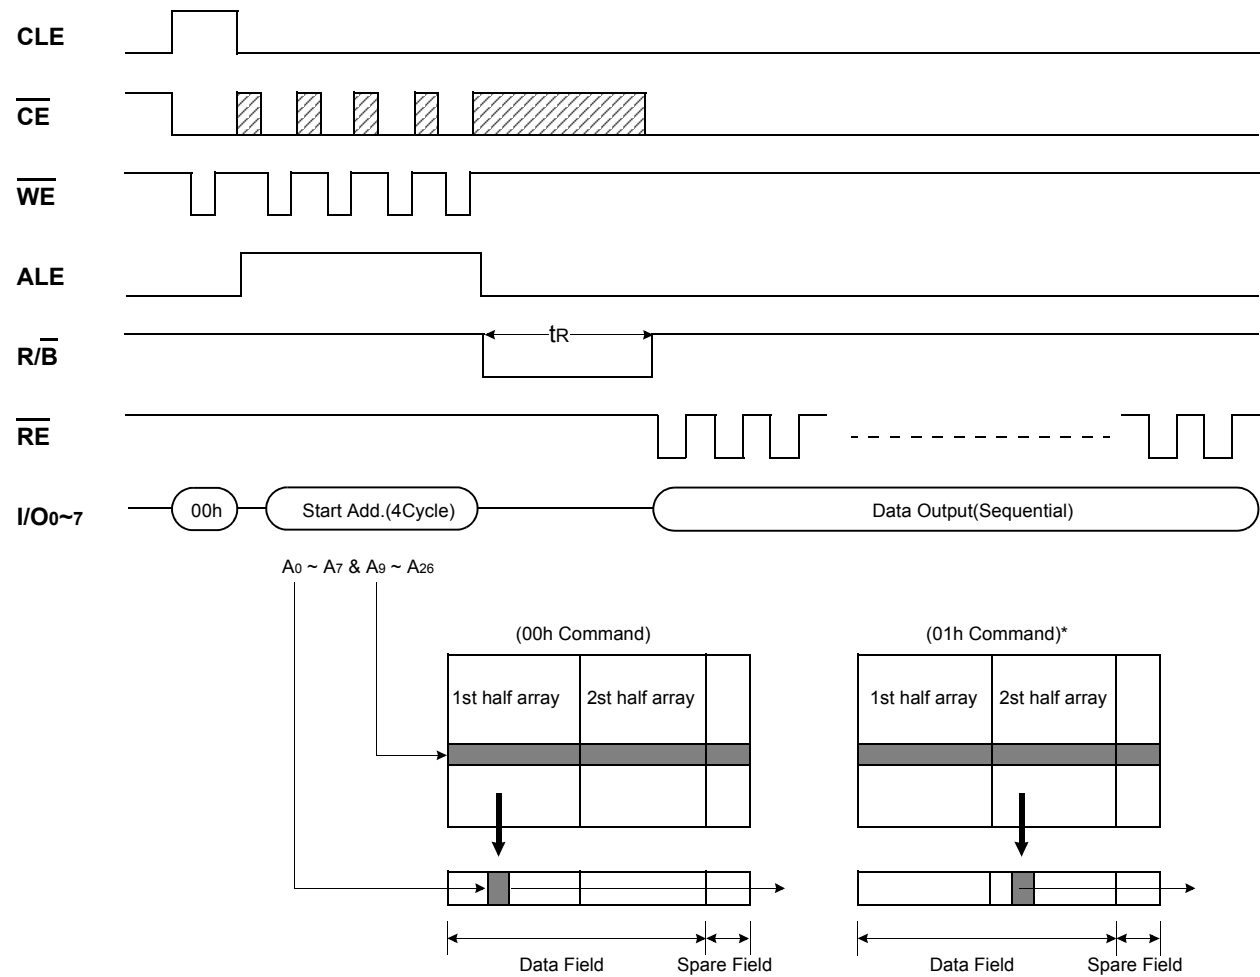 CLE
CE
WE
ALE
R/B
tR
RE
I/O0~7
00h
Start Add.(4Cycle)
Data Output(Sequential)
A0 ~ A7 & A9 ~ A26
(00h Command)
(01h Command)*
1st half array
2st half array
1st half array
2st half array
Data Field
Spare Field
Data Field
Spare Field